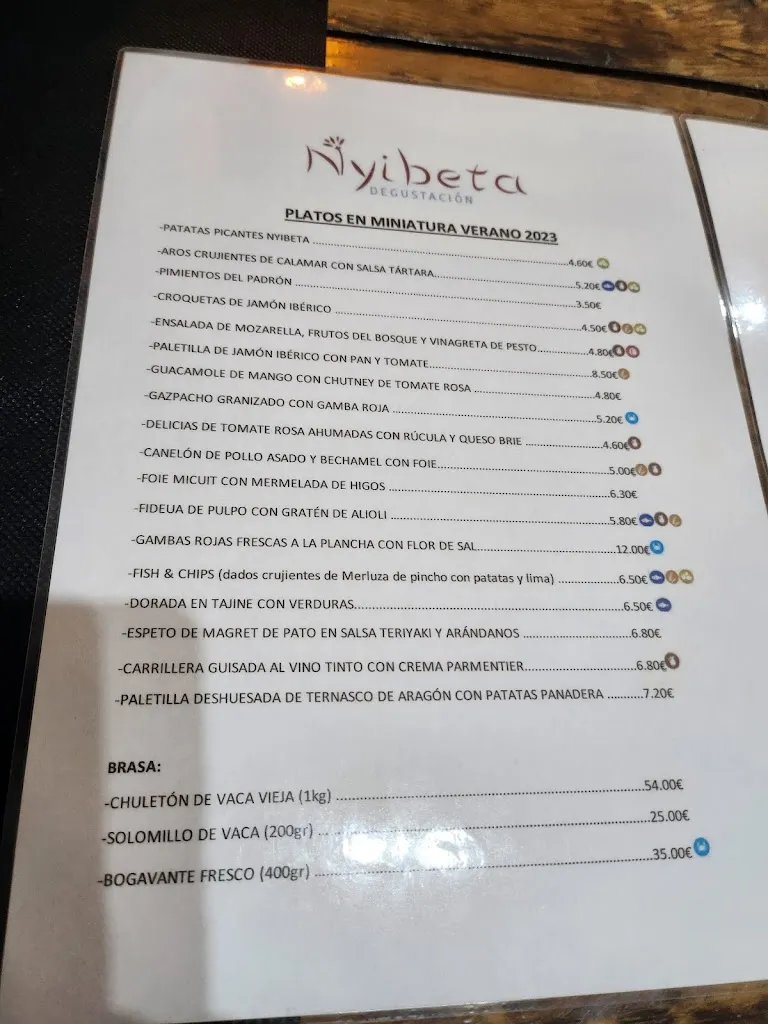 Nyibeta
DEGUSTACIÓN
PLATOS EN MINIATURA VERANO 2023
-PATATAS PICANTES NYIBETA ........ 4.60€
-AROS CRUJIENTES DE CALAMAR CON SALSA TÁRTARA........ 5.20€
-PIMIENTOS DEL PADRÓN ........ 3.50€
-CROQUETAS DE JAMÓN IBÉRICO ........ 4.50€
-ENSALADA DE MOZARELLA, FRUTOS DEL BOSQUE Y VINAGRETA DE PESTO........ 4.80€
-PALETILLA DE JAMÓN IBÉRICO CON PAN Y TOMATE........ 8.50€
-GUACAMOLE DE MANGO CON CHUTNEY DE TOMATE ROSA ........ 4.80€
-GAZPACHO GRANIZADO CON GAMBA ROJA ........ 5.20€
-DELICIAS DE TOMATE ROSA AHUMADAS CON RÚCULA Y QUESO BRIE ........ 4.60€
-CANELÓN DE POLLO ASADO Y BECHAMEL CON FOIE........ 5.00€
-FOIE MICUIT CON MERMELADA DE HIGOS ........ 6.30€
-FIDEUA DE PULPO CON GRATÉN DE ALIOLI ........ 5.80€
-GAMBAS ROJAS FRESCAS A LA PLANCHA CON FLOR DE SAL........ 12.00€
-FISH & CHIPS (dados crujientes de Merluza de pincho con patatas y lima) ........ 6.50€
-DORADA EN TAJINE CON VERDURAS........ 6.50€
-ESPETO DE MAGRET DE PATO EN SALSA TERIYAKI Y ARÁNDANOS ........ 6.80€
-CARRILLERA GUISADA AL VINO TINTO CON CREMA PARMENTIER........ 6.80€
-PALETILLA DESHUESADA DE TERNASCO DE ARAGÓN CON PATATAS PANADERA ........ 7.20€
BRASA:
-CHULETÓN DE VACA VIEJA (1kg) ........ 54.00€
-SOLOMILLO DE VACA (200gr) ........ 25.00€
-BOGAVANTE FRESCO (400gr) ........ 35.00€